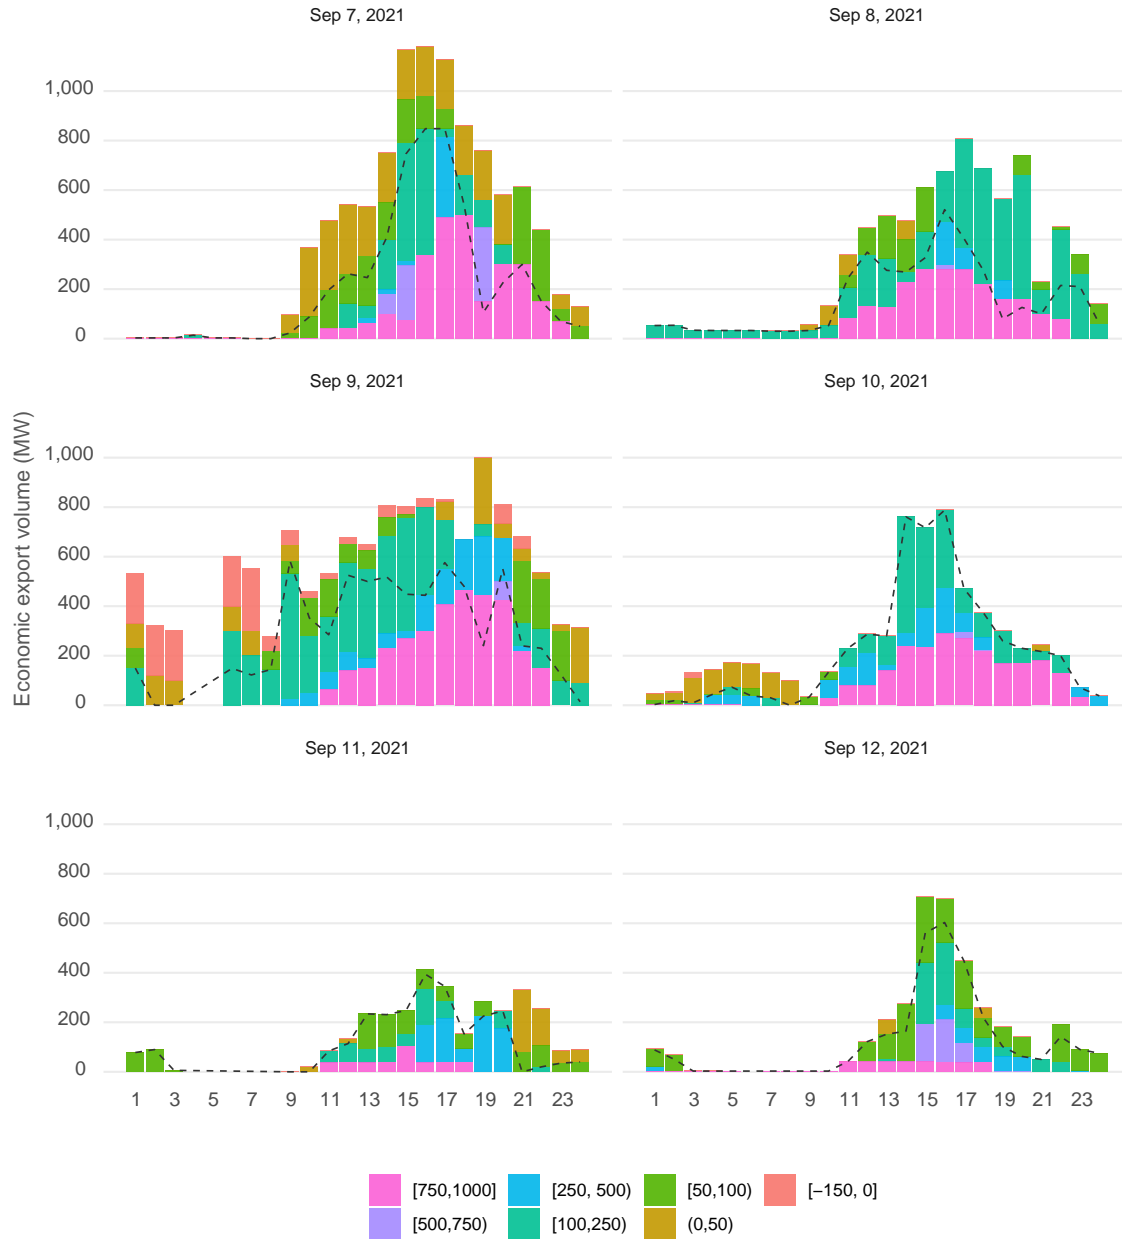 Sep 7, 2021
Sep 8, 2021
1,000
800
600
400
200
0
Sep 9, 2021
Sep 10, 2021
1,000
800
600
400
200
0
Economic export volume (MW)
Sep 11, 2021
Sep 12, 2021
1,000
800
600
400
200
0
1 3 5 7 9 11 13 15 17 19 21 23
1 3 5 7 9 11 13 15 17 19 21 23
[750,1000] [250, 500) [50,100) [−150, 0]
[500,750) [100,250) (0,50)